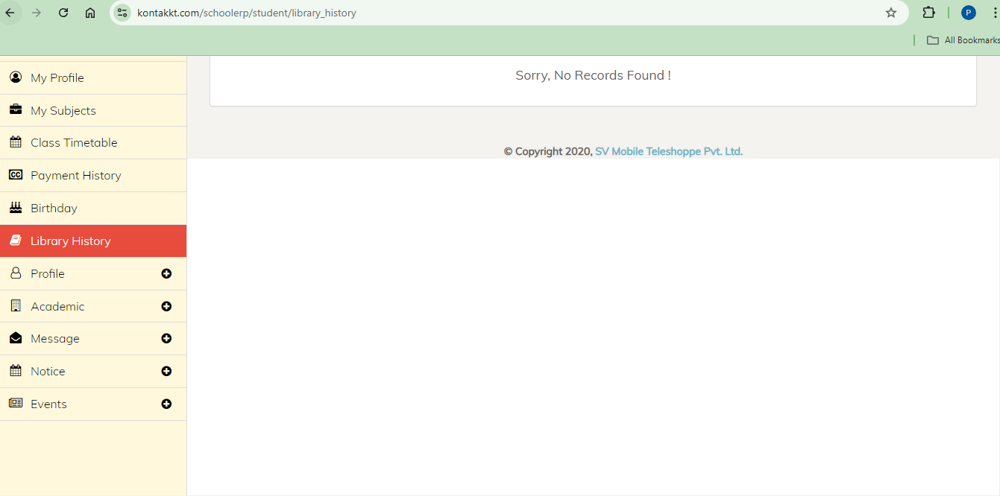 kontakkt.com/schoolerp/student/library_history
P
All Bookmarks
My Profile
My Subjects
Class Timetable
Payment History
Birthday
Library History
Profile
Academic
Message
Notice
Events
Sorry, No Records Found !
© Copyright 2020, SV Mobile Teleshoppe Pvt. Ltd.